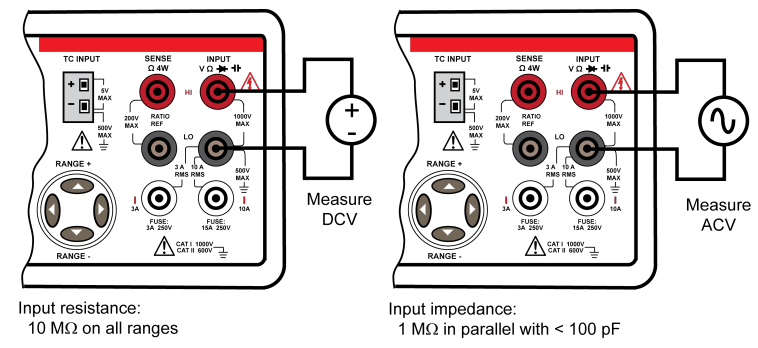 TC INPUT
SENSE
Ω 4W
INPUT
V Ω
+
5V
MAX
HI
-
200V
MAX
RATIO
REF
1000V
MAX
500V
MAX
LO
RANGE +
3 A
RMS
10 A
RMS
500V
MAX
I
3A
I
10A
FUSE:
3A 250V
FUSE:
15A 250V
RANGE -
CAT I 1000V
CAT II 600V
+
-
Measure
DCV
Input resistance:
10 MΩ on all ranges
TC INPUT
SENSE
Ω 4W
INPUT
V Ω
+
5V
MAX
HI
-
200V
MAX
RATIO
REF
1000V
MAX
500V
MAX
LO
RANGE +
3 A
RMS
10 A
RMS
500V
MAX
I
3A
I
10A
FUSE:
3A 250V
FUSE:
15A 250V
RANGE -
CAT I 1000V
CAT II 600V
Measure
ACV
Input impedance:
1 MΩ in parallel with < 100 pF